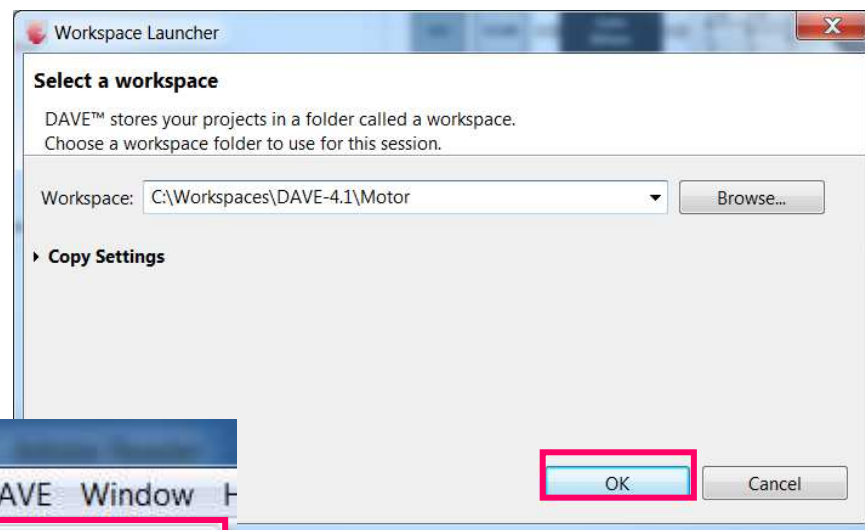 Workspace Launcher
Select a workspace
DAVE™ stores your projects in a folder called a workspace.
Choose a workspace folder to use for this session.
Workspace: C:\Workspaces\DAVE-4.1\Motor Browse...
Copy Settings
OK Cancel
Window